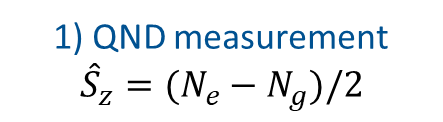 1) QND measurement
Ŝ_z = (N_e − N_g)/2